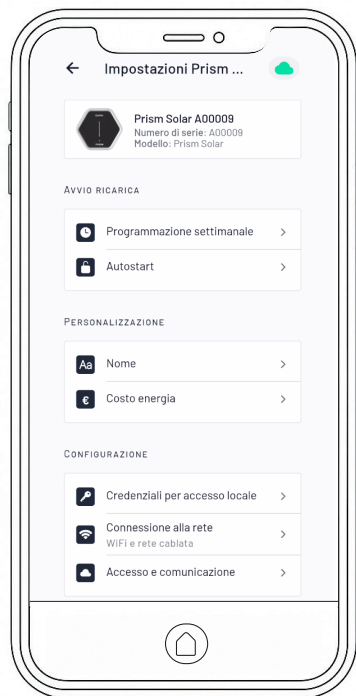 Impostazioni Prism ...
Prism Solar A00009
Numero di serie: A00009
Modello: Prism Solar
AVVIO RICARICA
Programmazione settimanale
Autostart
PERSONALIZZAZIONE
Aa
Nome
€
Costo energia
CONFIGURAZIONE
Credenziali per accesso locale
Connessione alla rete
WiFi e rete cablata
Accesso e comunicazione